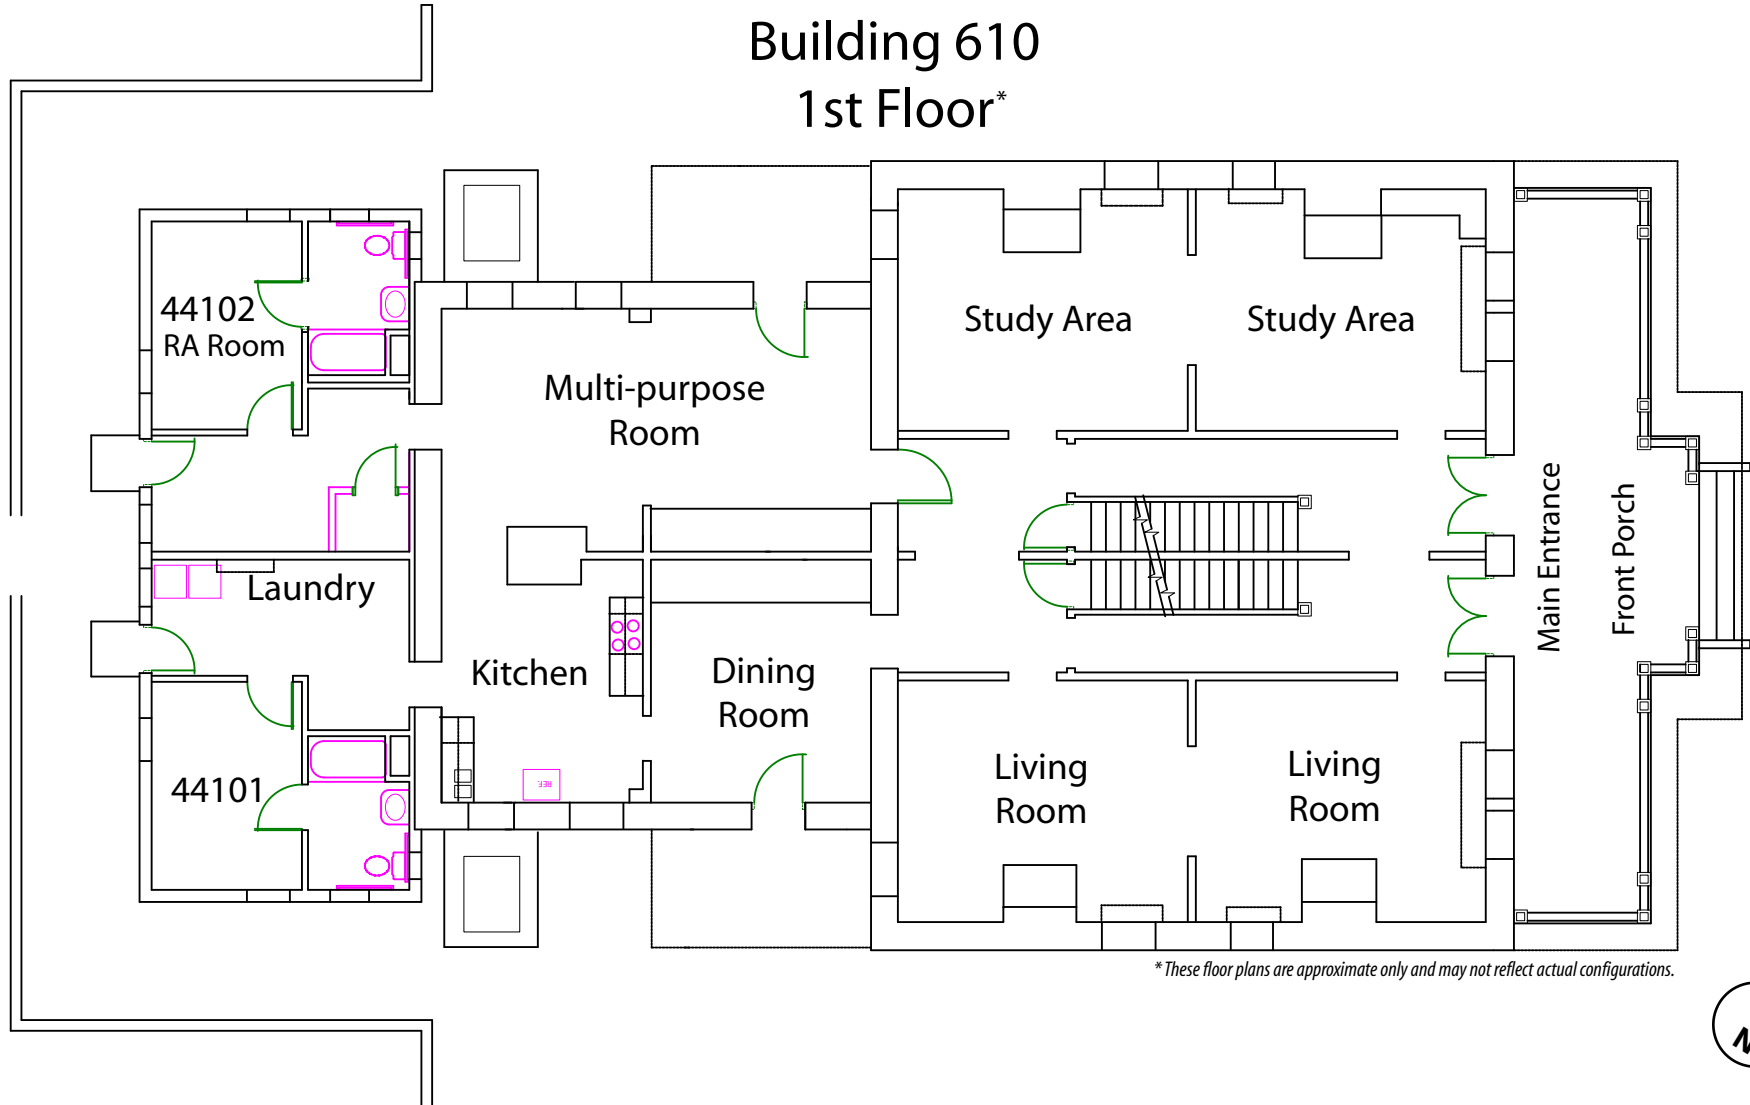 Building 610
1st Floor*
44102
RA Room
Multi-purpose
Room
Study Area
Study Area
Laundry
Kitchen
Dining
Room
44101
Living
Room
Living
Room
Main Entrance
Front Porch
REF.
* These floor plans are approximate only and may not reflect actual configurations.